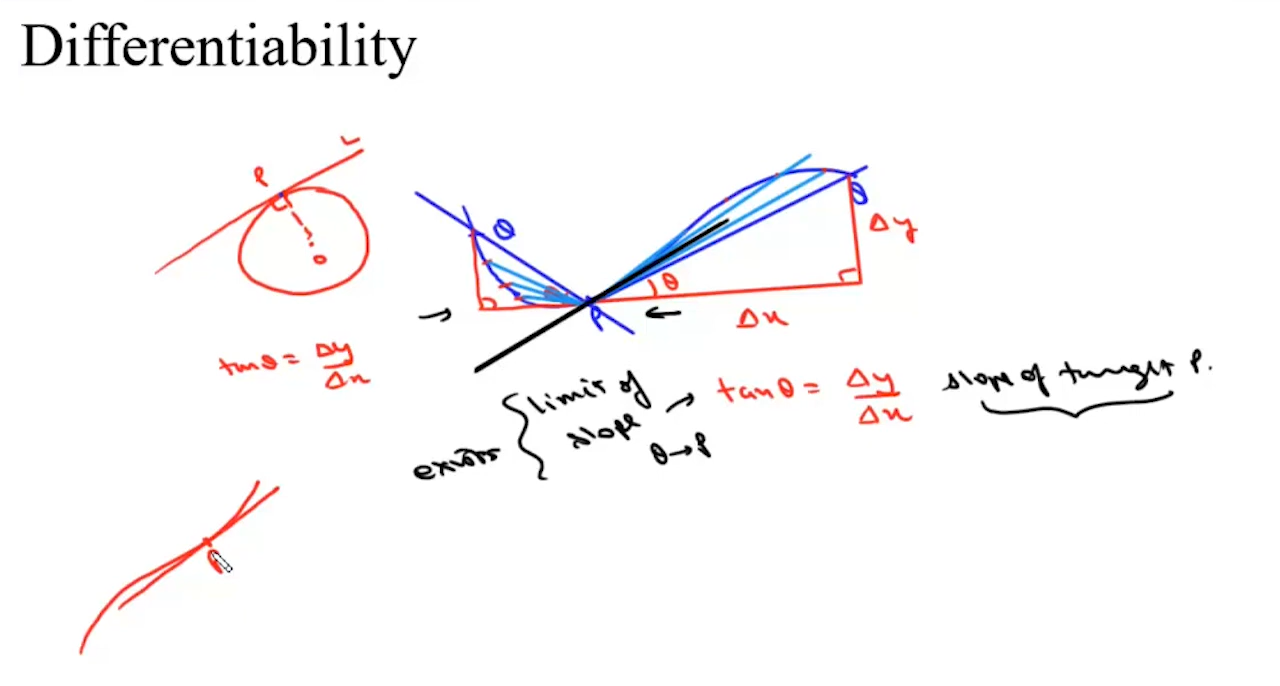 Differentiability
L
P
O
Q
P
θ
Q
Δy
Δx
tanθ = Δy/Δx
exists { limit of slope Q→P → tanθ = Δy/Δx slope of tangent P.
P